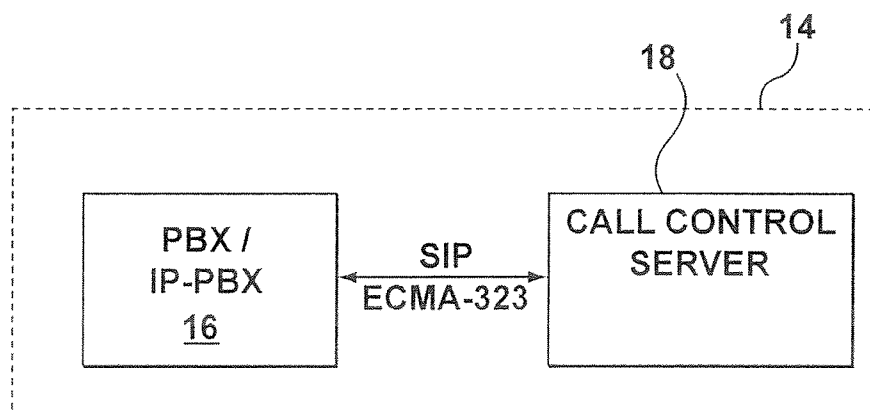 14
18
PBX /
IP-PBX
16
SIP
ECMA-323
CALL CONTROL
SERVER